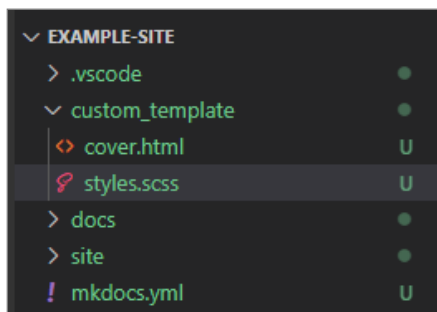 EXAMPLE-SITE
.vscode
custom_template
cover.html U
styles.scss U
docs
site
! mkdocs.yml U